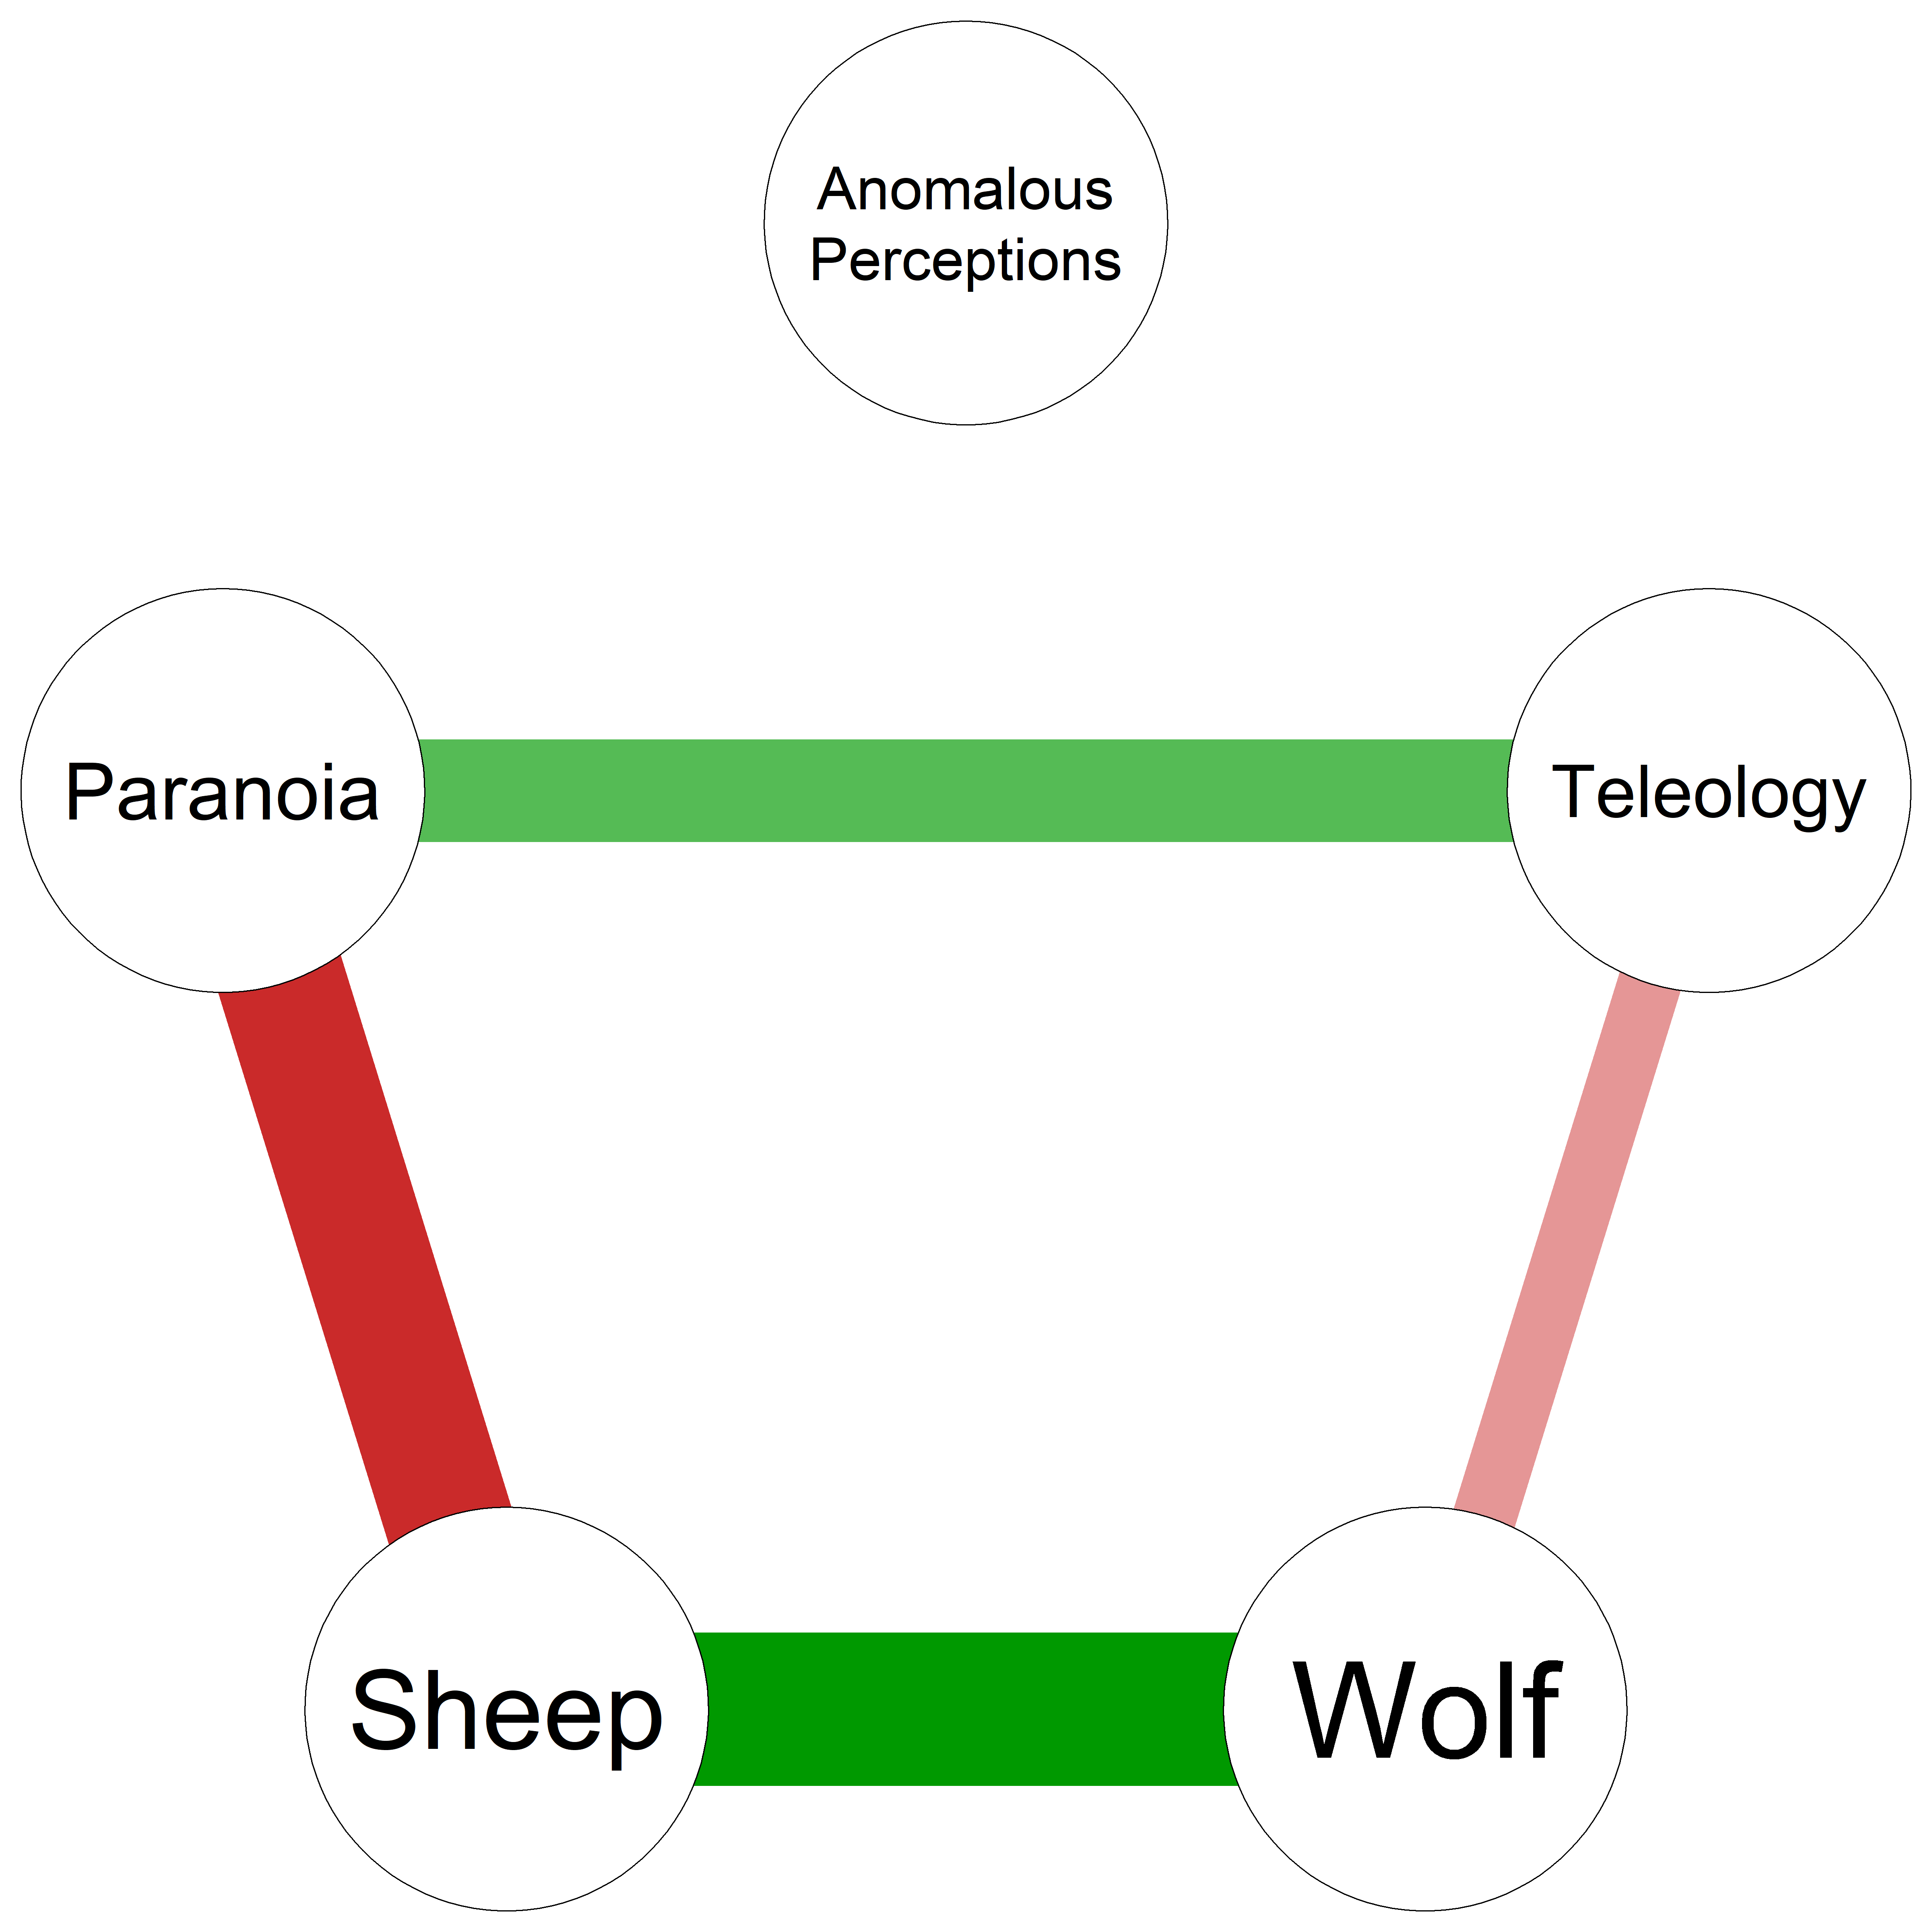 Anomalous
Perceptions
Paranoia
Teleology
Sheep
Wolf